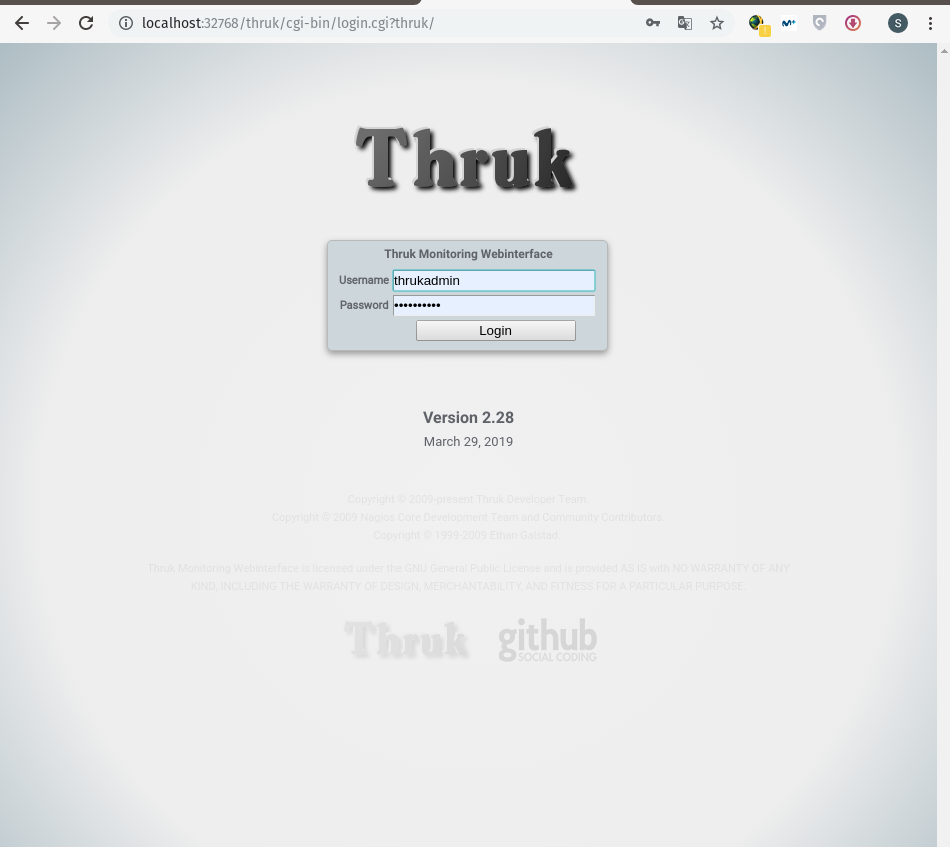 localhost:32768/thruk/cgi-bin/login.cgi?thruk/
S
Thruk
Thruk Monitoring Webinterface
Username thrukadmin
Password ••••••••••
Login
Version 2.28
March 29, 2019
Copyright © 2009-present Thruk Developer Team.
Copyright © 2009 Nagios Core Development Team and Community Contributors.
Copyright © 1999-2009 Ethan Galstad.
Thruk Monitoring Webinterface is licensed under the GNU General Public License and is provided AS IS with NO WARRANTY OF ANY
KIND, INCLUDING THE WARRANTY OF DESIGN, MERCHANTABILITY, AND FITNESS FOR A PARTICULAR PURPOSE.
Thruk github
SOCIAL CODING